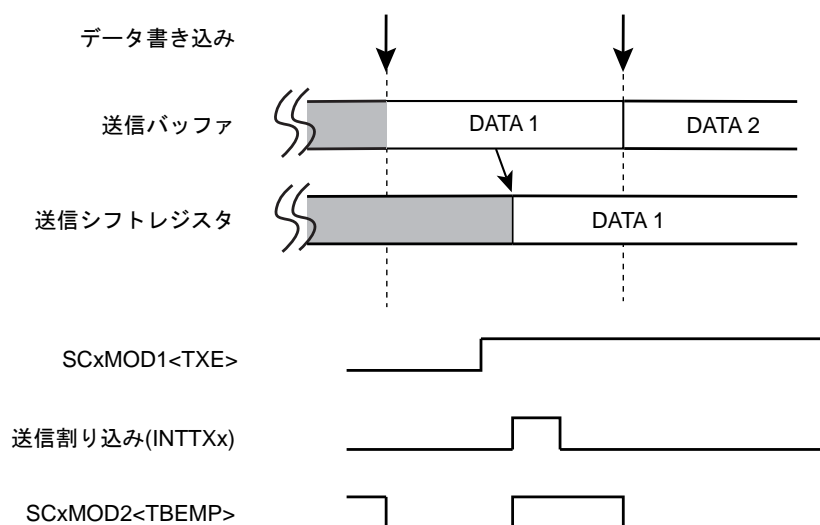 データ書き込み
送信バッファ
DATA 1
DATA 2
送信シフトレジスタ
DATA 1
SCxMOD1<TXE>
送信割り込み(INTTXx)
SCxMOD2<TBEMP>